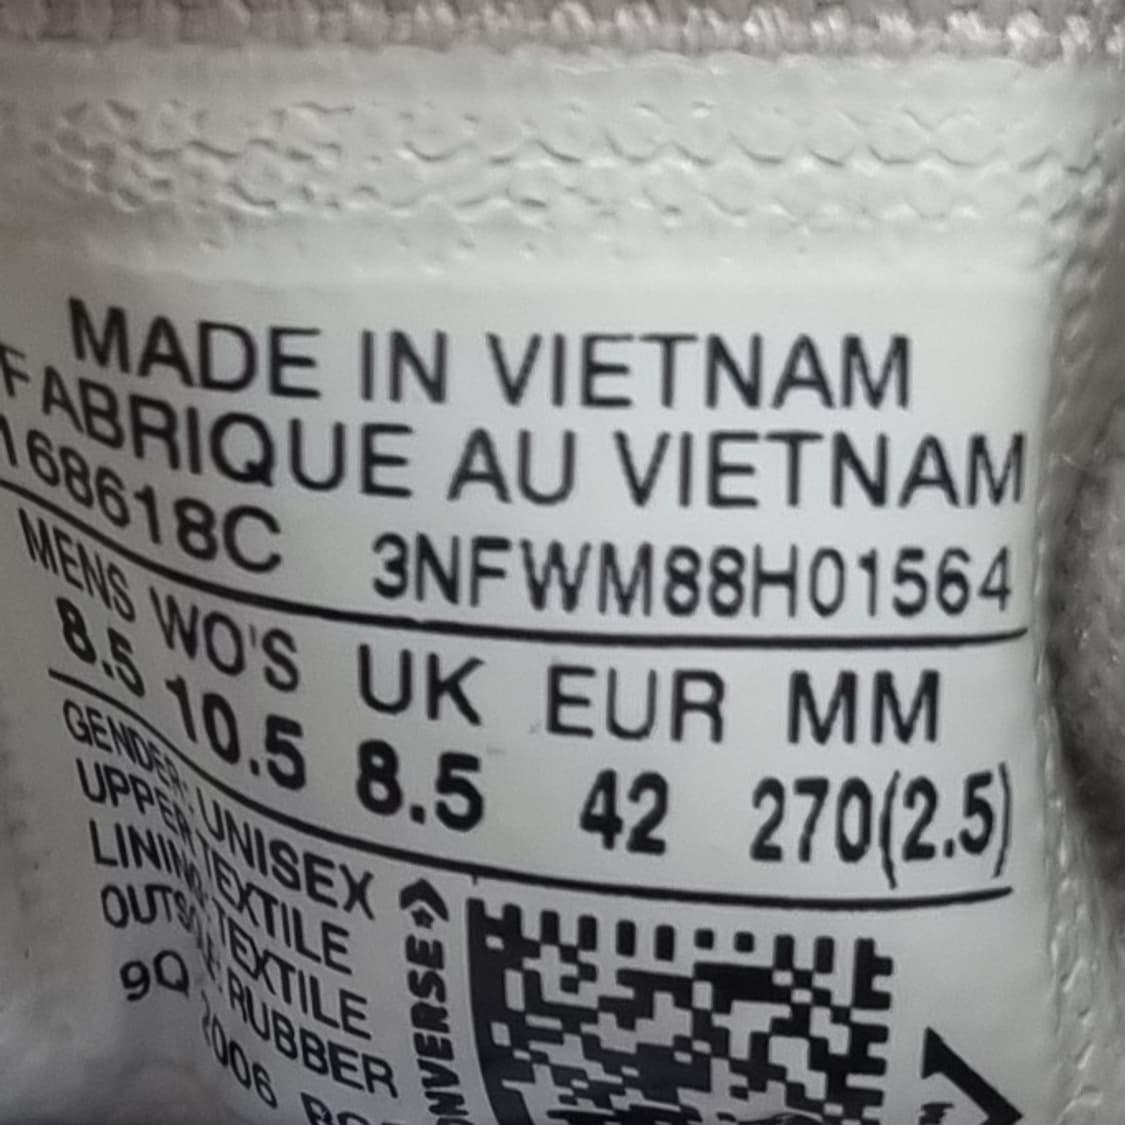 MADE IN VIETNAM
FABRIQUE AU VIETNAM
168618C 3NFWM88H01564
MENS WO'S UK EUR MM
8.5 10.5 8.5 42 270(2.5)
GENDER: UNISEX
UPPER: TEXTILE
LINING: TEXTILE
OUTSOLE: RUBBER
9Q
CONVERSE